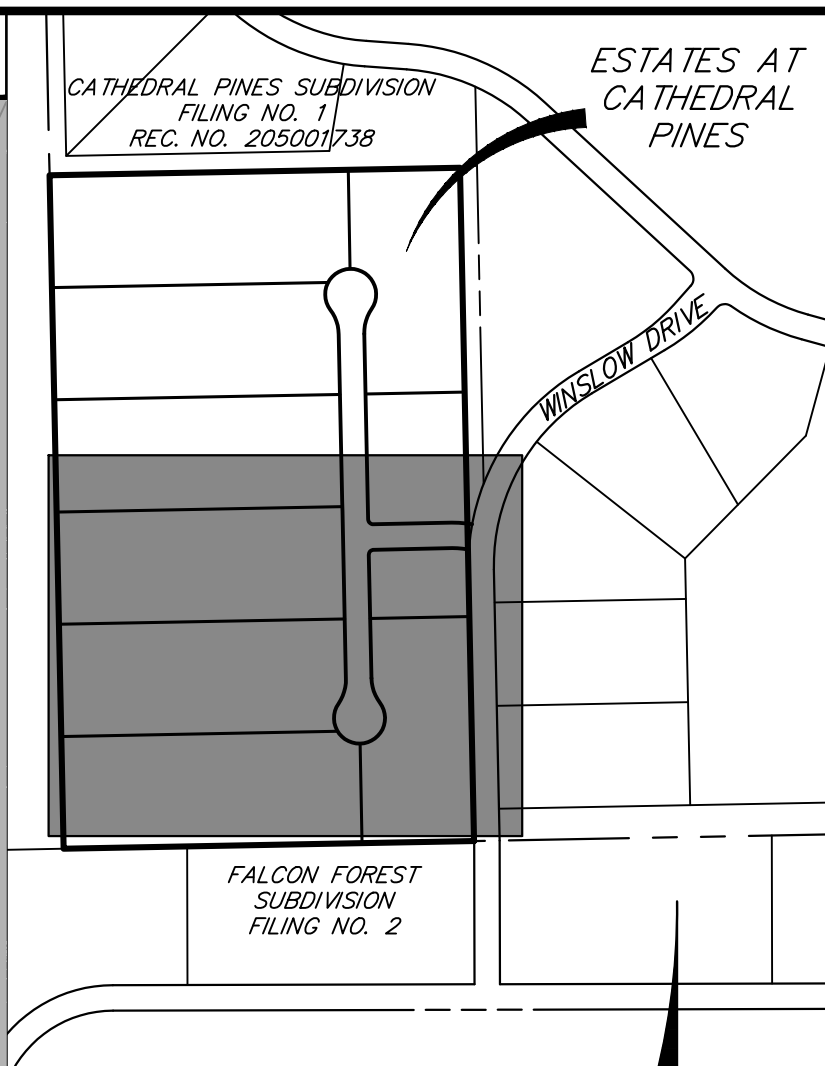 CATHEDRAL PINES SUBDIVISION
FILING NO. 1
REC. NO. 205001738
ESTATES AT
CATHEDRAL
PINES
WINSLOW DRIVE
FALCON FOREST
SUBDIVISION
FILING NO. 2